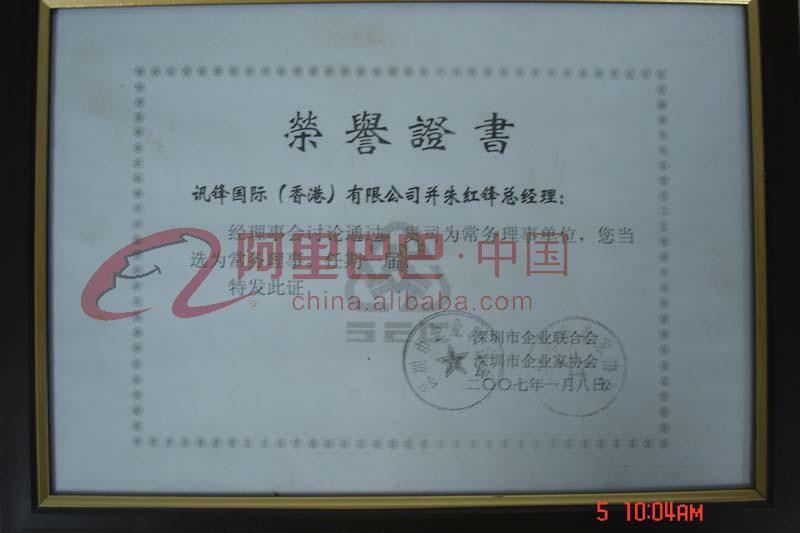 榮譽證書
讯锋国际（香港）有限公司并朱红锋总经理：
经理事会讨论通过，贵司为常务理事单位，您当
选为常务理事，任期一届。
特发此证
阿里巴巴·中国
china.alibaba.com
深圳市企业联合会
深圳市企业家协会
二〇〇七年一月八日
5 10:04AM